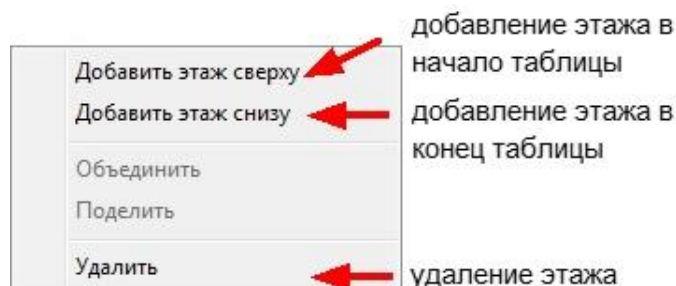 добавление этажа в
начало таблицы
Добавить этаж сверху
Добавить этаж снизу
добавление этажа в
конец таблицы
Объединить
Поделить
Удалить
удаление этажа